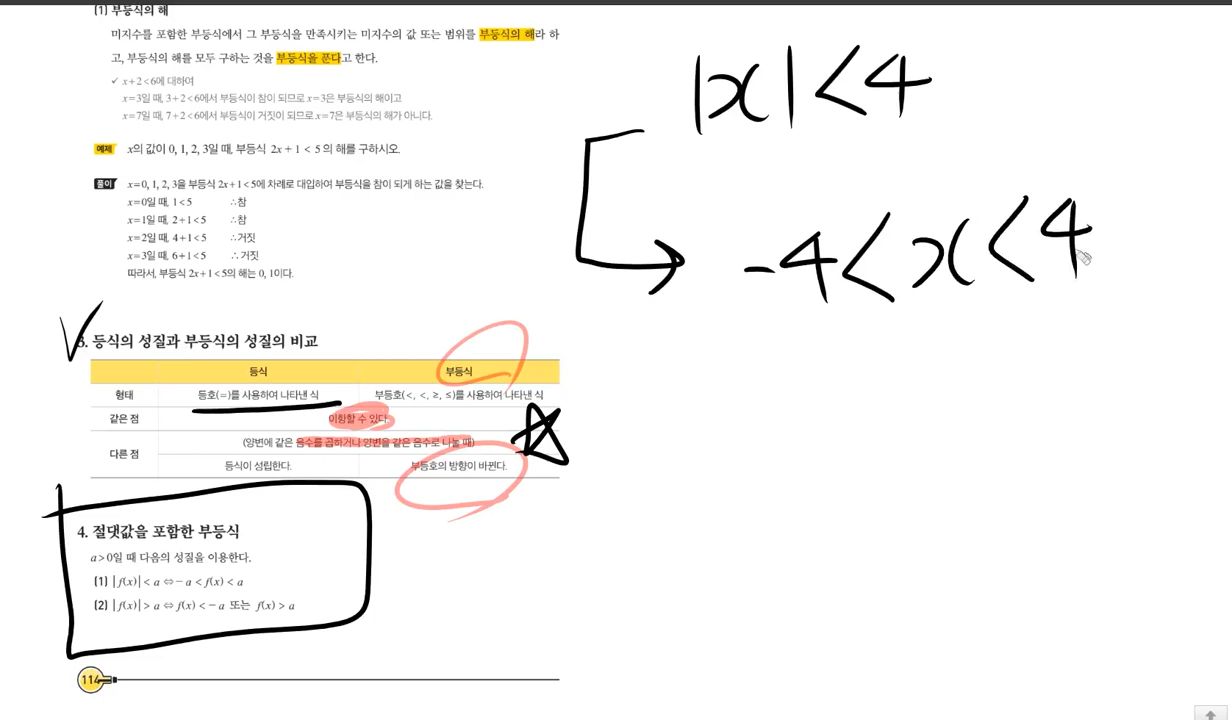 (1) 부등식의 해
미지수를 포함한 부등식에서 그 부등식을 만족시키는 미지수의 값 또는 범위를 부등식의 해라 하
고, 부등식의 해를 모두 구하는 것을 부등식을 푼다고 한다.
✓ x+2<6에 대하여
x=3일 때, 3+2<6에서 부등식이 참이 되므로 x=3은 부등식의 해이고
x=7일 때, 7+2<6에서 부등식이 거짓이 되므로 x=7은 부등식의 해가 아니다.
예제 x의 값이 0, 1, 2, 3일 때, 부등식 2x+1<5의 해를 구하시오.
풀이 x=0, 1, 2, 3을 부등식 2x+1<5에 차례로 대입하여 부등식을 참이 되게 하는 값을 찾는다.
x=0일 때, 1<5 ∴참
x=1일 때, 2+1<5 ∴참
x=2일 때, 4+1<5 ∴거짓
x=3일 때, 6+1<5 ∴거짓
따라서, 부등식 2x+1<5의 해는 0, 1이다.
3. 등식의 성질과 부등식의 성질의 비교
등식 부등식
형태 등호(=)를 사용하여 나타낸 식 부등호(<, <, ≥, ≤)를 사용하여 나타낸 식
같은 점 이항할 수 있다.
다른 점 (양변에 같은 음수를 곱하거나 양변을 같은 음수로 나눌 때)
등식이 성립한다. 부등호의 방향이 바뀐다.
4. 절댓값을 포함한 부등식
a>0일 때 다음의 성질을 이용한다.
(1) |f(x)|<a⇔-a<f(x)<a
(2) |f(x)|>a⇔f(x)<-a 또는 f(x)>a
114
|x|<4
-4<x<4